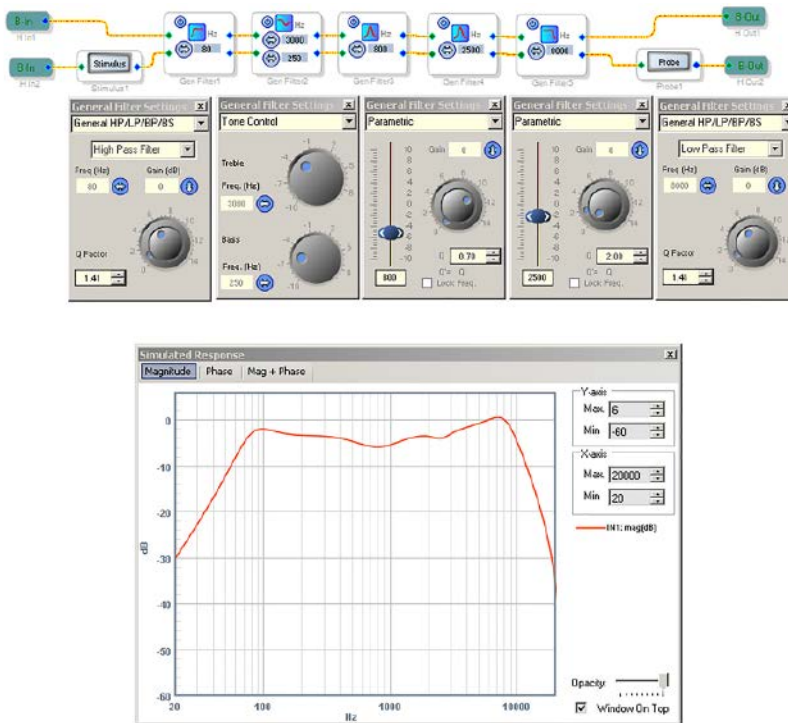 B-In
H In1
Hz
80
Hz
3000
250
Hz
800
Hz
2500
Hz
8000
B-Out
H Out1
B-In
H In2
Stimulus
Stimulus1
Gen Filter1
Gen Filter2
Gen Filter3
Gen Filter4
Probe
Probe1
B-Out
H Out2
General Filter Settings
General HP/LP/BP/BS
High Pass Filter
Freq (Hz)
Gain (dB)
80
0
Q Factor
1.41
General Filter Settings
Tone Control
Treble
Freq. (Hz)
3000
Bass
Freq. (Hz)
250
General Filter Settings
Parametric
Gain
0.70
800
Lock Freq.
General Filter Settings
Parametric
Gain
2.00
2500
Lock Freq.
General Filter Settings
General HP/LP/BP/BS
Low Pass Filter
Freq (Hz)
Gain (dB)
8000
0
Q Factor
1.41
Simulated Response
Magnitude
Phase
Mag + Phase
0
-10
-20
-30
-40
-50
-60
dB
20
100
1000
10000
Hz
Y-axis
Max. 6
Min -60
X-axis
Max. 20000
Min 20
IN1: mag(dB)
Opacity:
Window On Top